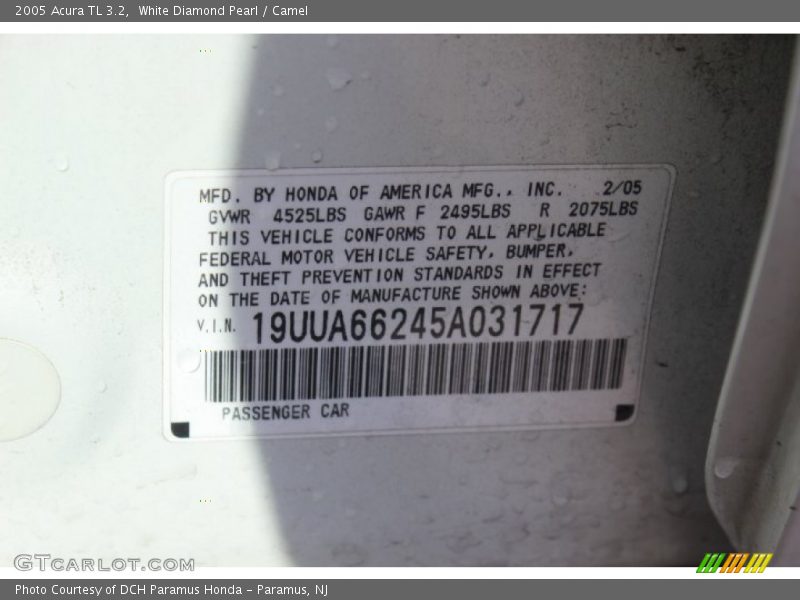 2005 Acura TL 3.2,  White Diamond Pearl / Camel
MFD. BY HONDA OF AMERICA MFG., INC. 2/05
GVWR 4525LBS GAWR F 2495LBS R 2075LBS
THIS VEHICLE CONFORMS TO ALL APPLICABLE
FEDERAL MOTOR VEHICLE SAFETY, BUMPER,
AND THEFT PREVENTION STANDARDS IN EFFECT
ON THE DATE OF MANUFACTURE SHOWN ABOVE:
V.I.N. 19UUA66245A031717
PASSENGER CAR
GTCARLOT.COM
Photo Courtesy of DCH Paramus Honda - Paramus, NJ